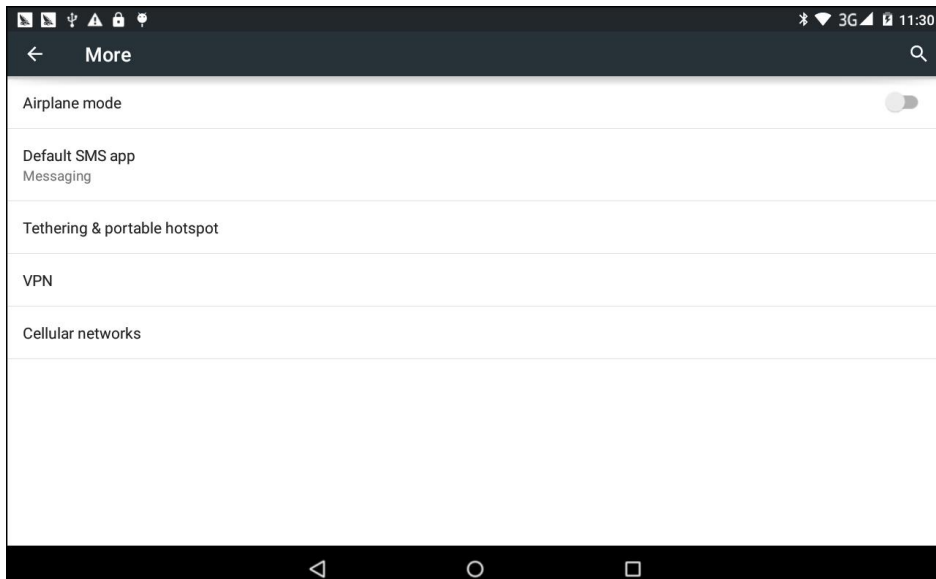 3G 11:30
More
Airplane mode
Default SMS app
Messaging
Tethering & portable hotspot
VPN
Cellular networks